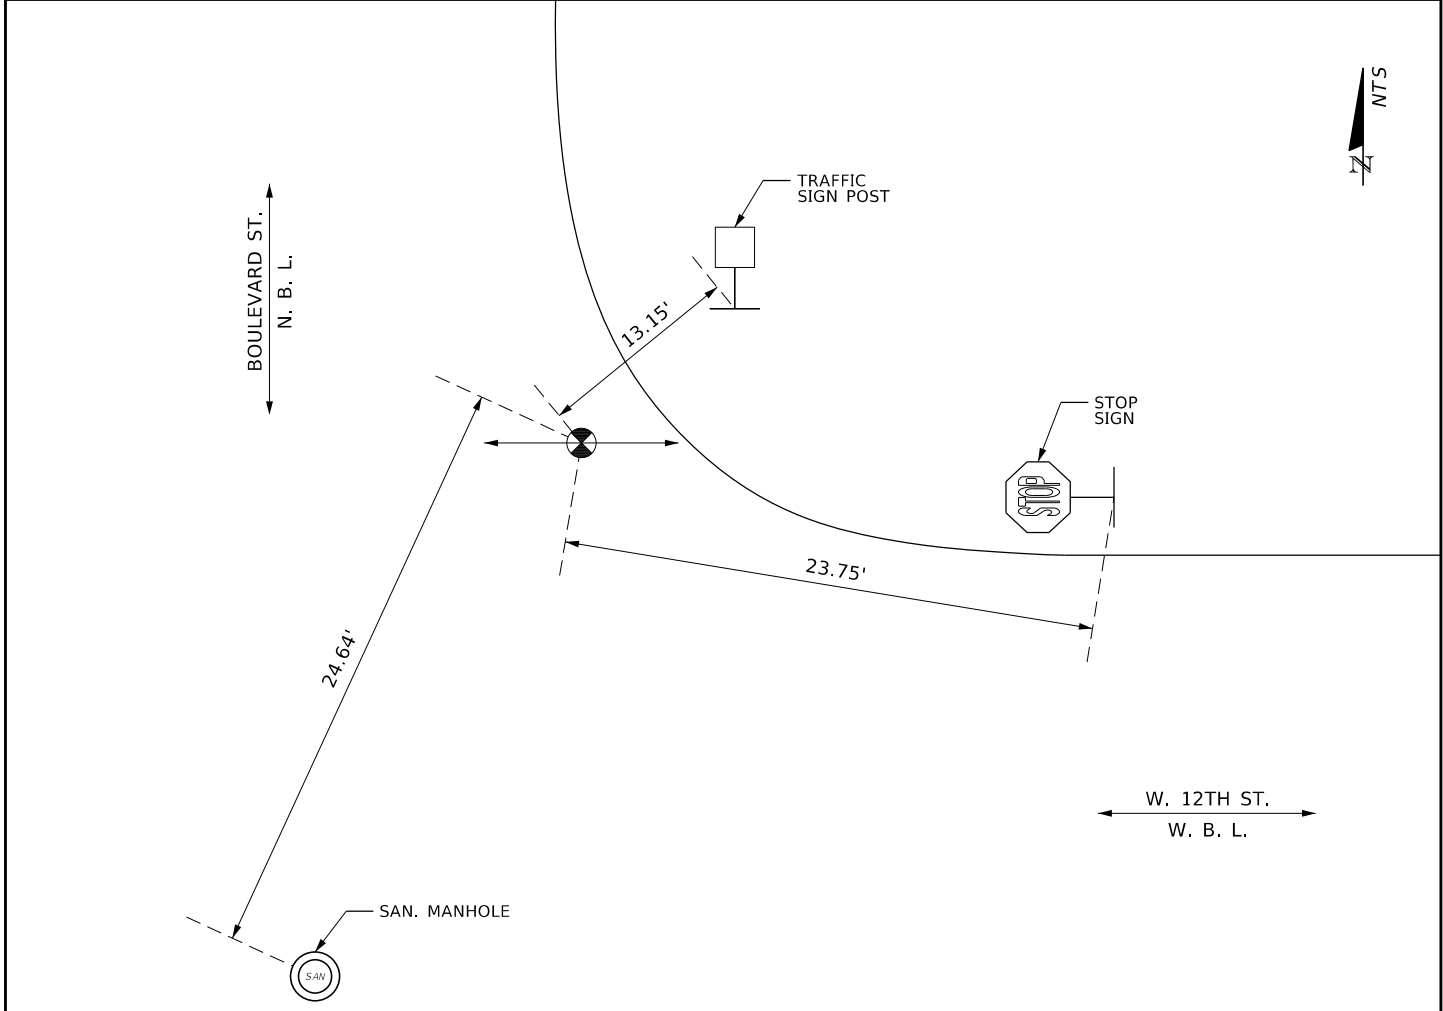 NTS
N
TRAFFIC
SIGN POST
BOULEVARD ST.
N. B. L.
13.15'
STOP
SIGN
STOP
23.75'
24.64'
W. 12TH ST.
W. B. L.
SAN. MANHOLE
SAN